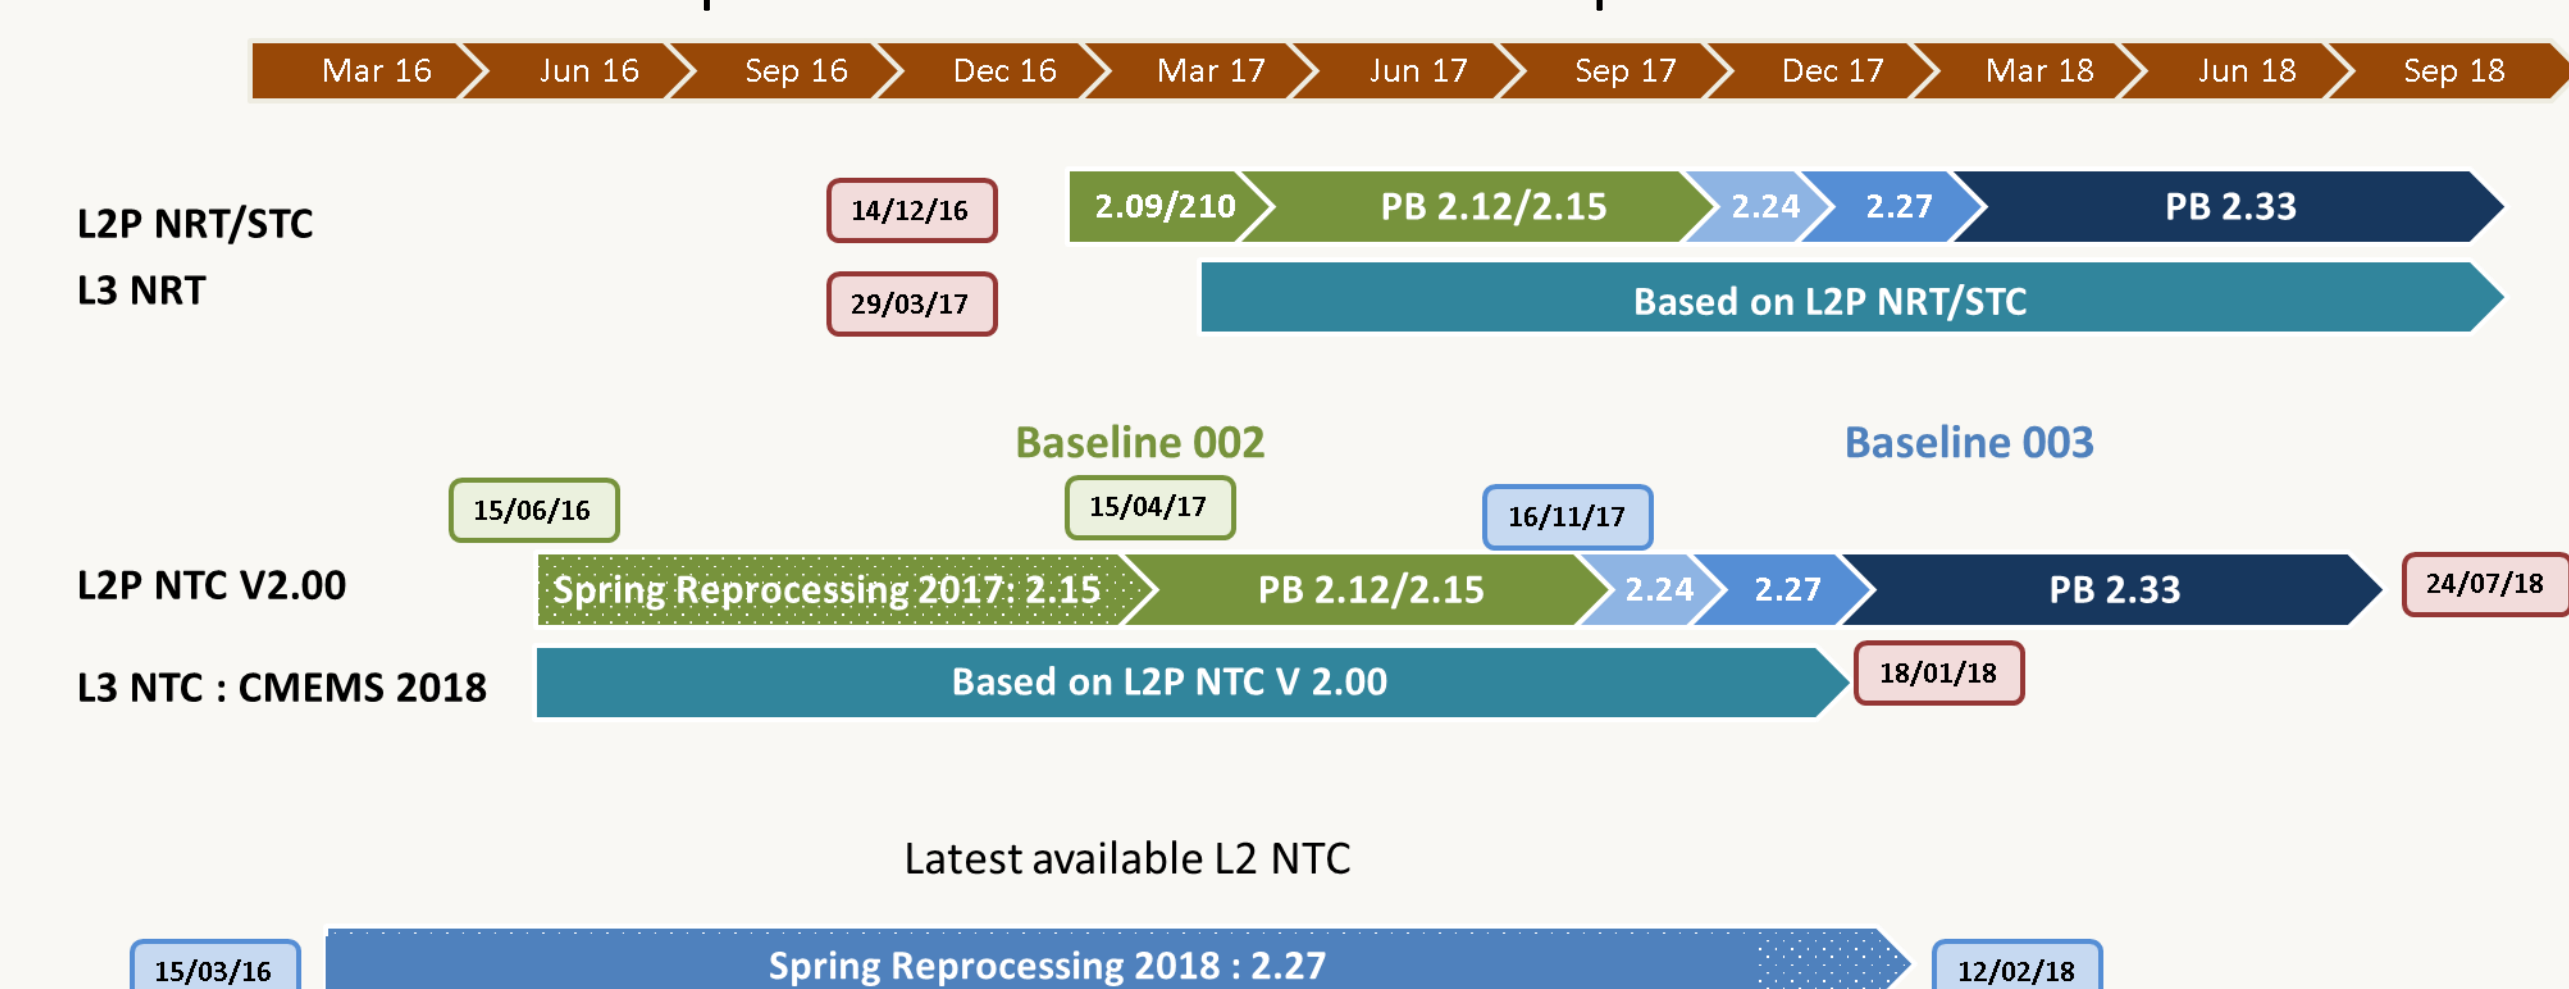 Mar 16 Jun 16 Sep 16 Dec 16 Mar 17 Jun 17 Sep 17 Dec 17 Mar 18 Jun 18 Sep 18
L2P NRT/STC 14/12/16 2.09/210 PB 2.12/2.15 2.24 2.27 PB 2.33
L3 NRT 29/03/17 Based on L2P NRT/STC
Baseline 002 Baseline 003
15/06/16 15/04/17 16/11/17
L2P NTC V2.00 Spring Reprocessing 2017: 2.15 PB 2.12/2.15 2.24 2.27 PB 2.33 24/07/18
L3 NTC : CMEMS 2018 Based on L2P NTC V 2.00 18/01/18
Latest available L2 NTC
15/03/16 Spring Reprocessing 2018 : 2.27 12/02/18